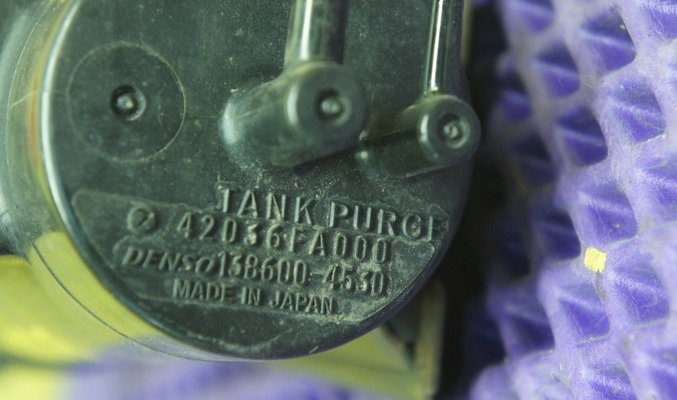 TANK PURGE
42036FA000
DENSO 138600-4530
MADE IN JAPAN